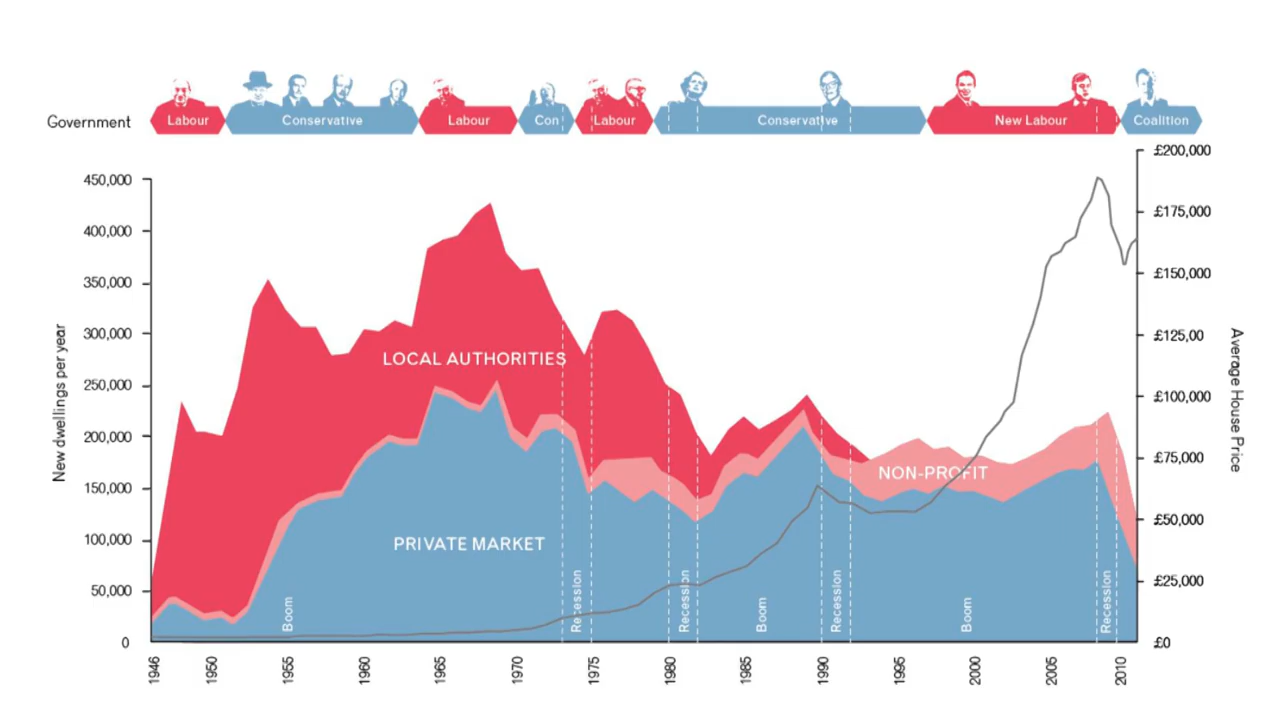 Government
Labour
Conservative
Labour
Con
Labour
Conservative
New Labour
Coalition
New dwellings per year
450,000
400,000
350,000
300,000
250,000
200,000
150,000
100,000
50,000
0
LOCAL AUTHORITIES
NON-PROFIT
PRIVATE MARKET
Boom
Recession
Recession
Boom
Recession
Boom
Recession
£200,000
£175,000
£150,000
£125,00
£100,000
£75,000
£50,000
£25,000
£0
Average House Price
1946
1950
1955
1960
1965
1970
1975
1980
1985
1990
1995
2000
2005
2010